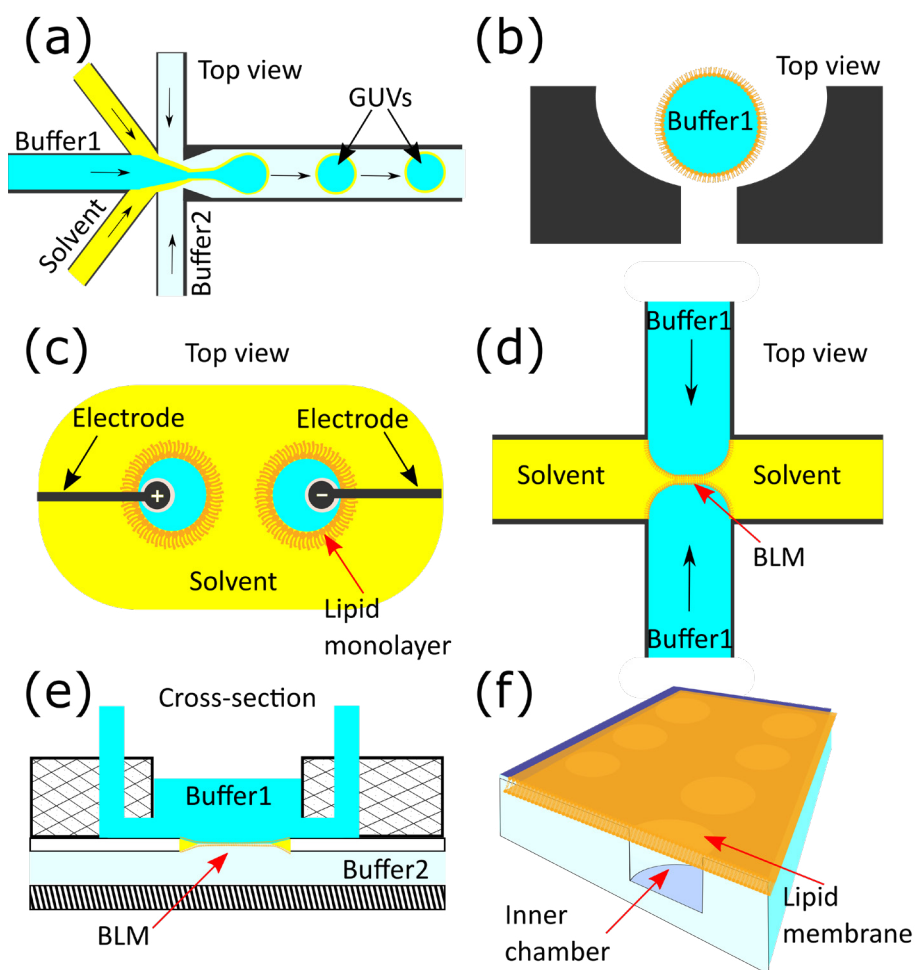 (a)
Top view
GUVs
Buffer1
Solvent
Buffer2
(b)
Top view
Buffer1
(c)
Top view
Electrode
Electrode
+
−
Solvent
Lipid
monolayer
(d)
Buffer1
Top view
Solvent
Solvent
BLM
Buffer1
(e)
Cross-section
Buffer1
Buffer2
BLM
(f)
Inner
chamber
Lipid
membrane